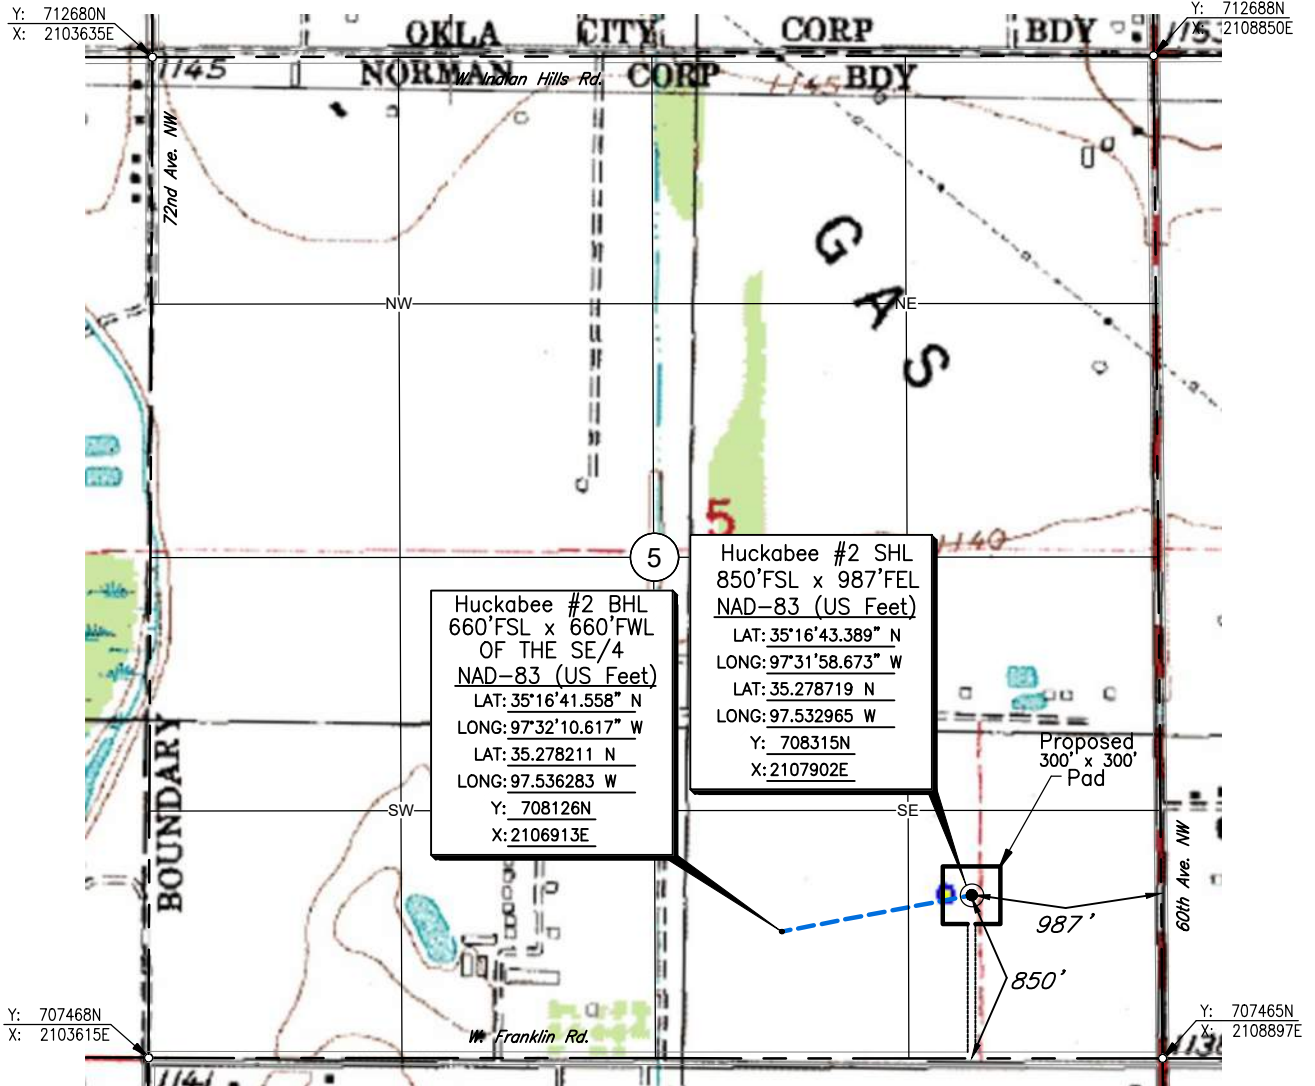 Y: 712680N
X: 2103635E
Y: 712688N
X: 2108850E
OKLA CITY CORP BDY
1145
NORMAN CORP BDY
W. Indian Hills Rd.
1145
72nd Ave. NW
GAS
NW
NE
5
5
1140
Huckabee #2 SHL
850'FSL x 987'FEL
NAD-83 (US Feet)
LAT: 35°16'43.389" N
LONG: 97°31'58.673" W
LAT: 35.278719 N
LONG: 97.532965 W
Y: 708315N
X: 2107902E
Huckabee #2 BHL
660'FSL x 660'FWL
OF THE SE/4
NAD-83 (US Feet)
LAT: 35°16'41.558" N
LONG: 97°32'10.617" W
LAT: 35.278211 N
LONG: 97.536283 W
Y: 708126N
X: 2106913E
Proposed
300' x 300'
Pad
BOUNDARY
SW
SE
60th Ave. NW
987'
850'
W. Franklin Rd.
Y: 707468N
X: 2103615E
Y: 707465N
X: 2108897E
1141